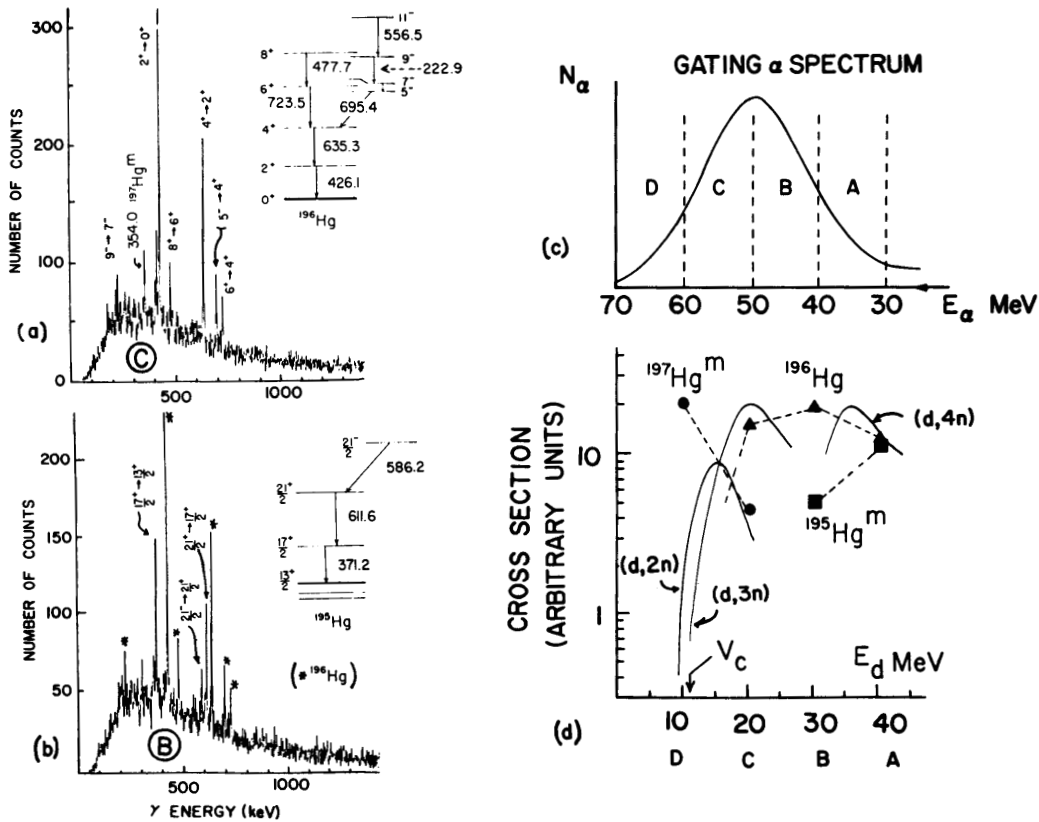 300
200
100
0
NUMBER OF COUNTS
(a)
2⁺→0⁺
4⁺→2⁺
354.0 ¹⁹⁷Hgᵐ
9⁻→7⁻
8⁺→6⁺
5⁻→4⁺
6⁺→4⁺
Ⓒ
500
1000
11⁻
556.5
8⁺
9⁻
477.7
222.9
7⁻
6⁺
5⁻
723.5
695.4
4⁺
635.3
2⁺
426.1
0⁺
¹⁹⁶Hg
200
150
100
50
NUMBER OF COUNTS
(b)
17⁺/2→13⁺/2
21⁻/2→21⁺/2
21⁺/2→17⁺/2
*
*
*
*
*
*
Ⓑ
500
1000
γ ENERGY (keV)
21⁻/2
586.2
21⁺/2
611.6
17⁺/2
371.2
13⁺/2
¹⁹⁵Hg
(* ¹⁹⁶Hg)
GATING α SPECTRUM
Nα
D C B A
(c)
70 60 50 40 30 Eα MeV
CROSS SECTION
(ARBITRARY UNITS)
10
1
¹⁹⁷Hgᵐ
¹⁹⁶Hg
(d,4n)
¹⁹⁵Hgᵐ
(d,2n)
(d,3n)
V_C
E_d MeV
(d)
10 20 30 40
D C B A